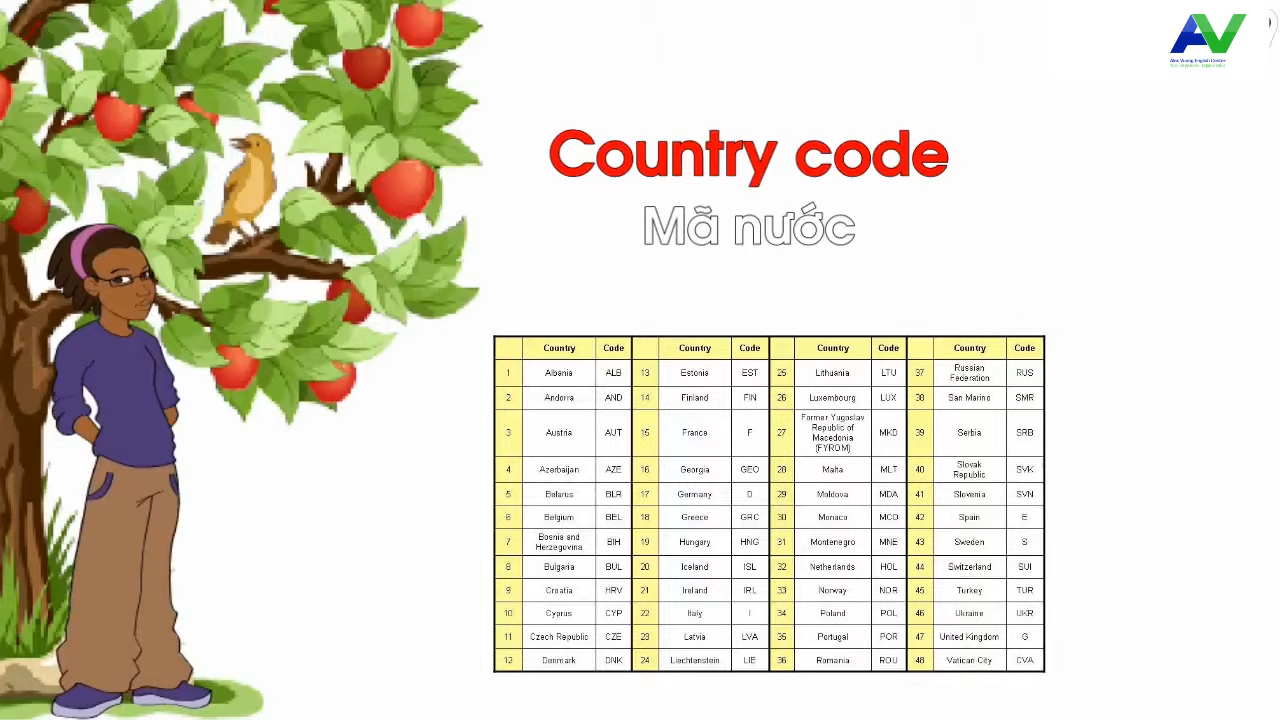 AV
Alex Vuong English Center
Country code
Mã nước
Country Code Country Code Country Code Country Code
1 Albania ALB 13 Estonia EST 25 Lithuania LTU 37 Russian Federation RUS
2 Andorra AND 14 Finland FIN 26 Luxembourg LUX 38 San Marino SMR
3 Austria AUT 15 France F 27 Former Yugoslav Republic of Macedonia (FYROM) MKD 39 Serbia SRB
4 Azerbaijan AZE 16 Georgia GEO 28 Malta MLT 40 Slovak Republic SVK
5 Belarus BLR 17 Germany D 29 Moldova MDA 41 Slovenia SVN
6 Belgium BEL 18 Greece GRC 30 Monaco MCO 42 Spain E
7 Bosnia and Herzegovina BIH 19 Hungary HNG 31 Montenegro MNE 43 Sweden S
8 Bulgaria BUL 20 Iceland ISL 32 Netherlands HOL 44 Switzerland SUI
9 Croatia HRV 21 Ireland IRL 33 Norway NOR 45 Turkey TUR
10 Cyprus CYP 22 Italy I 34 Poland POL 46 Ukraine UKR
11 Czech Republic CZE 23 Latvia LVA 35 Portugal POR 47 United Kingdom G
12 Denmark DNK 24 Liechtenstein LIE 36 Romania ROU 48 Vatican City CVA